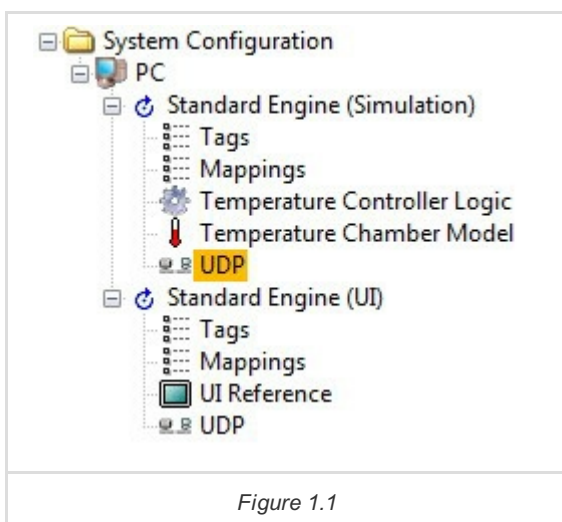 System Configuration
PC
Standard Engine (Simulation)
Tags
Mappings
Temperature Controller Logic
Temperature Chamber Model
UDP
Standard Engine (UI)
Tags
Mappings
UI Reference
UDP
Figure 1.1